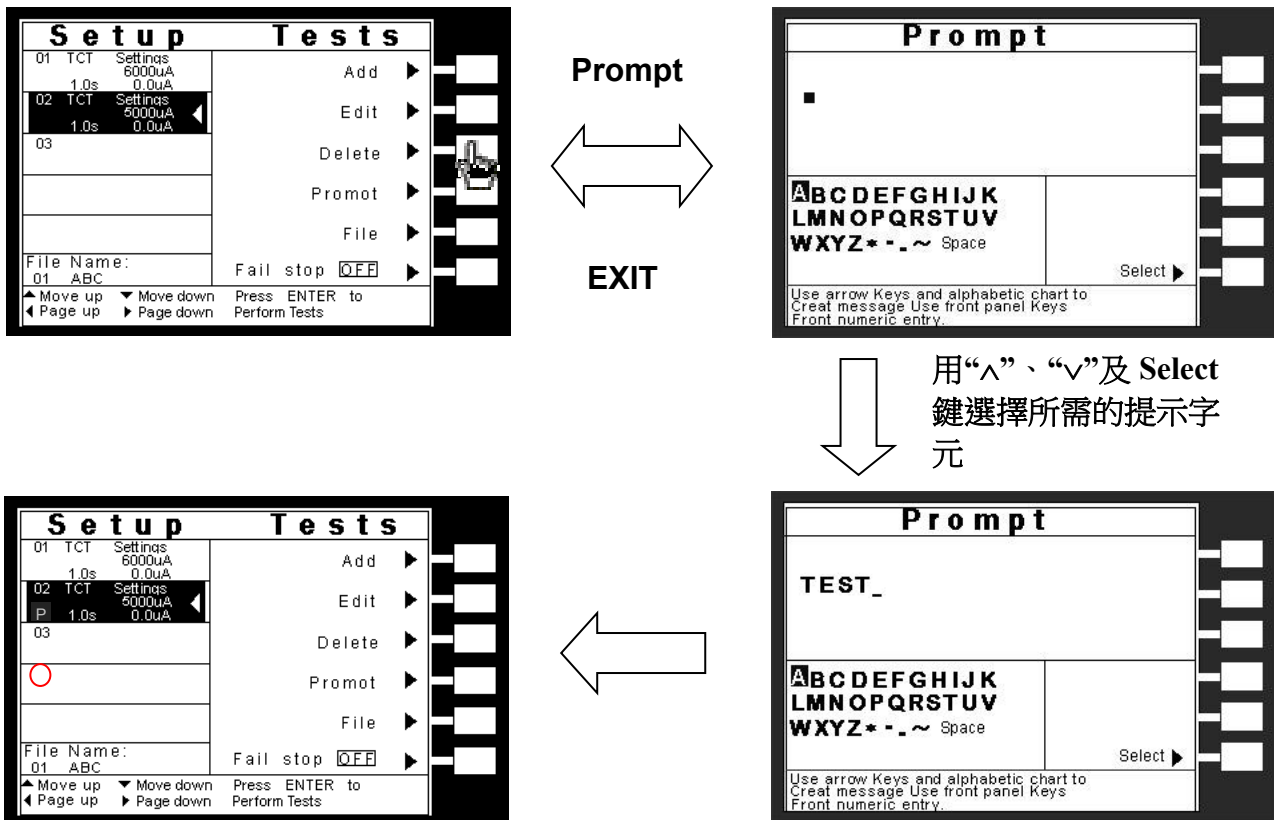 Setup Tests
01 TCT Settings
6000uA
1.0s 0.0uA
02 TCT Settings
5000uA
1.0s 0.0uA
03
Add
Edit
Delete
Promot
File
Fail stop OFF
File Name:
01 ABC
Move up Move down Press ENTER to
Page up Page down Perform Tests
Prompt
EXIT
Prompt
ABCDEFGHIJK
LMNOPQRSTUV
WXYZ*-_~ Space
Select
Use arrow Keys and alphabetic chart to
Creat message Use front panel Keys
Front numeric entry.
用“∧”、“∨”及 Select
鍵選擇所需的提示字
元
Prompt
TEST_
ABCDEFGHIJK
LMNOPQRSTUV
WXYZ*-_~ Space
Select
Use arrow Keys and alphabetic chart to
Creat message Use front panel Keys
Front numeric entry.
Setup Tests
01 TCT Settings
6000uA
1.0s 0.0uA
02 TCT Settings
5000uA
P 1.0s 0.0uA
03
Add
Edit
Delete
Promot
File
Fail stop OFF
File Name:
01 ABC
Move up Move down Press ENTER to
Page up Page down Perform Tests